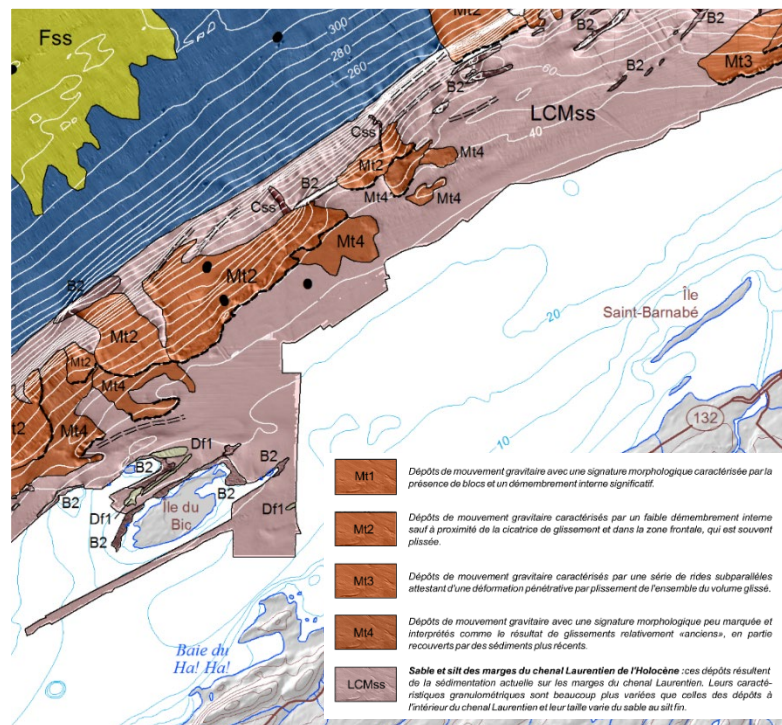 Fss
300
280
260
Mt2
B2
B2
60
B2
Mt3
LCMss
40
B2
Css
Mt2
Mt4
Mt4
Mt4
B2
Css
Mt4
Mt2
B2
Mt2
Mt2
Mt4
t2
Mt4
20
Île
Saint-Barnabé
132
10
Df1
B2
B2
B2
B2
Df1
Df1
B2
Île du
Bic
Baie du
Ha! Ha!
Mt1
Dépôts de mouvement gravitaire avec une signature morphologique caractérisée par la
présence de blocs et un démembrement interne significatif.
Mt2
Dépôts de mouvement gravitaire caractérisés par un faible démembrement interne
sauf à proximité de la cicatrice de glissement et dans la zone frontale, qui est souvent
plissée.
Mt3
Dépôts de mouvement gravitaire caractérisés par une série de rides subparallèles
attestant d'une déformation pénétrative par plissement de l'ensemble du volume glissé.
Mt4
Dépôts de mouvement gravitaire avec une signature morphologique peu marquée et
interprétés comme le résultat de glissements relativement «anciens», en partie
recouverts par des sédiments plus récents.
LCMss
Sable et silt des marges du chenal Laurentien de l'Holocène :ces dépôts résultent
de la sédimentation actuelle sur les marges du chenal Laurentien. Leurs caracté-
ristiques granulométriques sont beaucoup plus variées que celles des dépôts à
l'intérieur du chenal Laurentien et leur taille varie du sable au silt fin.